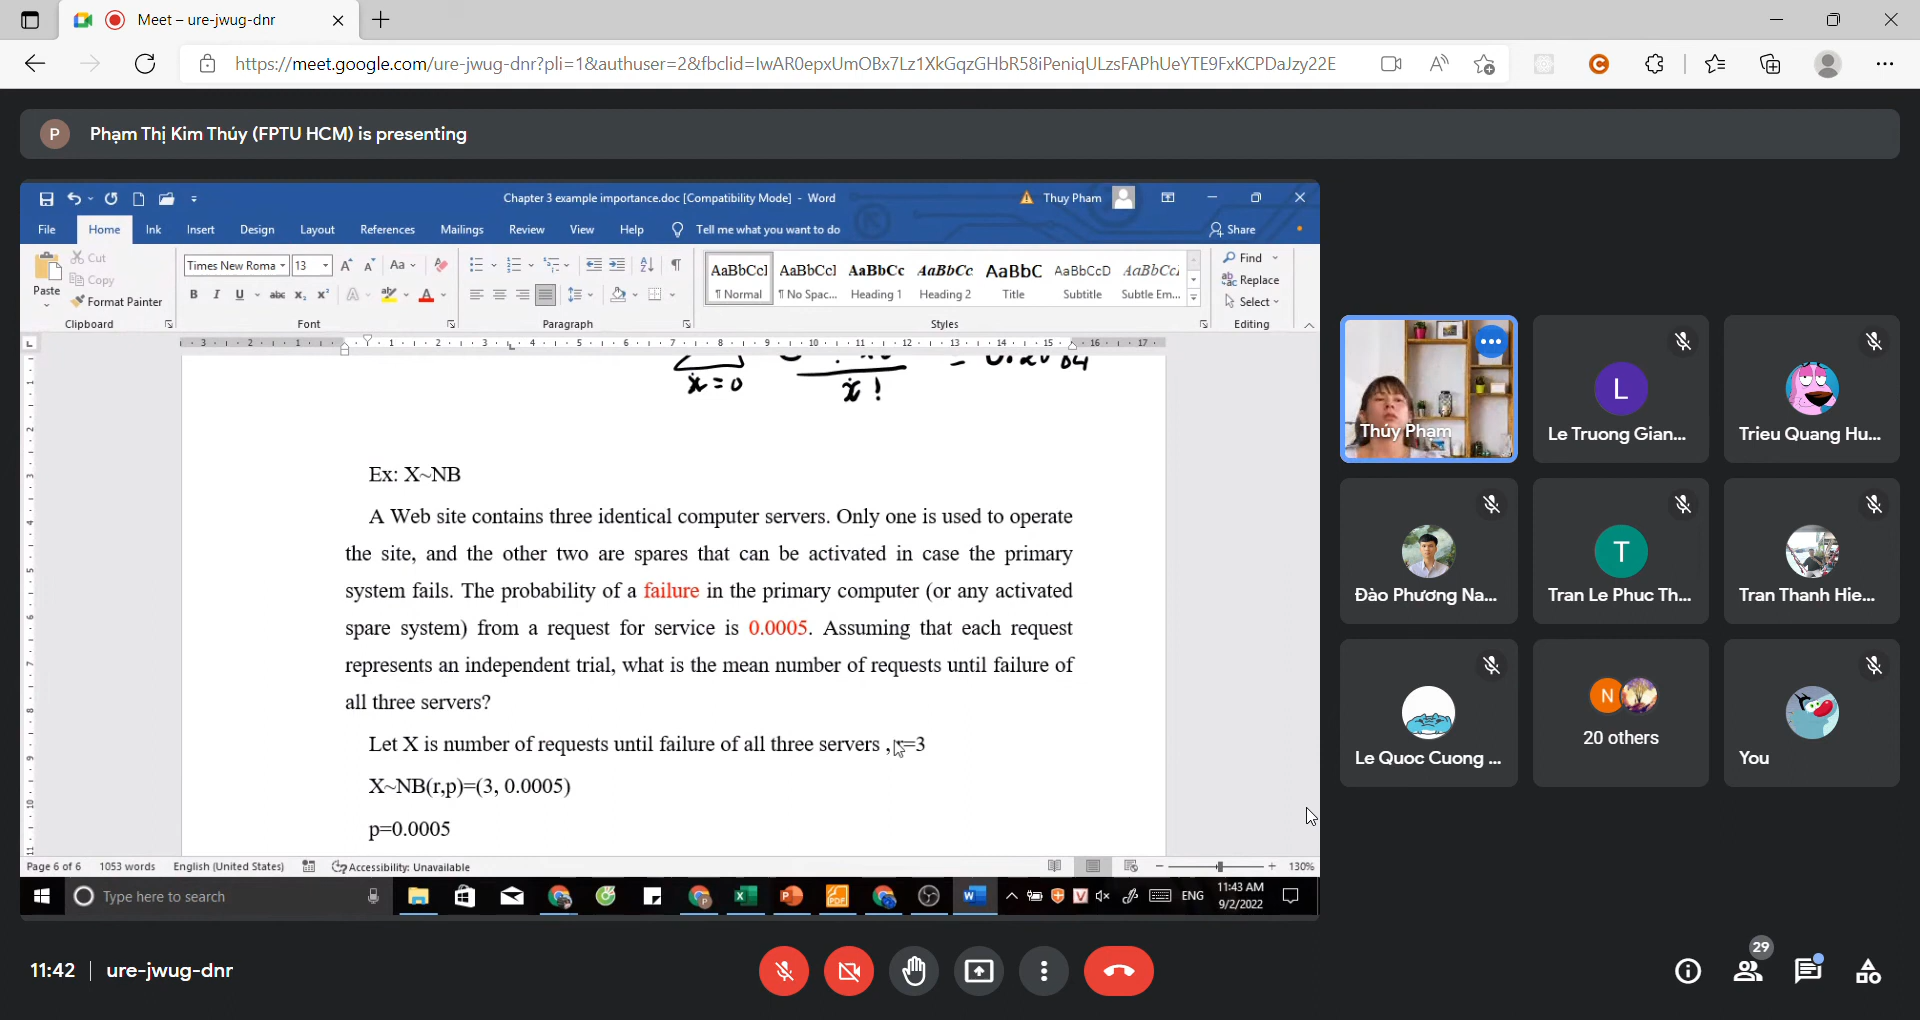 Meet – ure-jwug-dnr
https://meet.google.com/ure-jwug-dnr?pli=1&authuser=2&fbclid=IwAR0epxUmOBx7Lz1XkGqzGHbR58iPeniqULzsFAPhUeYTE9FxKCPDaJzy22E
P
Phạm Thị Kim Thúy (FPTU HCM) is presenting
Chapter 3 example importance.doc [Compatibility Mode] - Word
Thuy Pham
File Home Ink Insert Design Layout References Mailings Review View Help Tell me what you want to do Share
Paste
Cut
Copy
Format Painter
Clipboard
Times New Roma 13
Font
Paragraph
AaBbCcI AaBbCcI AaBbCc AaBbCc AaBbC AaBbCcD AaBbCcI
¶ Normal ¶ No Spac... Heading 1 Heading 2 Title Subtitle Subtle Em...
Styles
Find
Replace
Select
Editing
x=0
x!
Ex: X~NB
A Web site contains three identical computer servers. Only one is used to operate
the site, and the other two are spares that can be activated in case the primary
system fails. The probability of a failure in the primary computer (or any activated
spare system) from a request for service is 0.0005. Assuming that each request
represents an independent trial, what is the mean number of requests until failure of
all three servers?
Let X is number of requests until failure of all three servers , r=3
X~NB(r,p)=(3, 0.0005)
p=0.0005
Page 6 of 6 1053 words English (United States) Accessibility: Unavailable 130%
Type here to search
ENG
11:43 AM
9/2/2022
Thúy Phạm
L
Le Truong Gian...
Trieu Quang Hu...
Đào Phương Na...
T
Tran Le Phuc Th...
Tran Thanh Hie...
Le Quoc Cuong ...
N
20 others
You
11:42 | ure-jwug-dnr
29